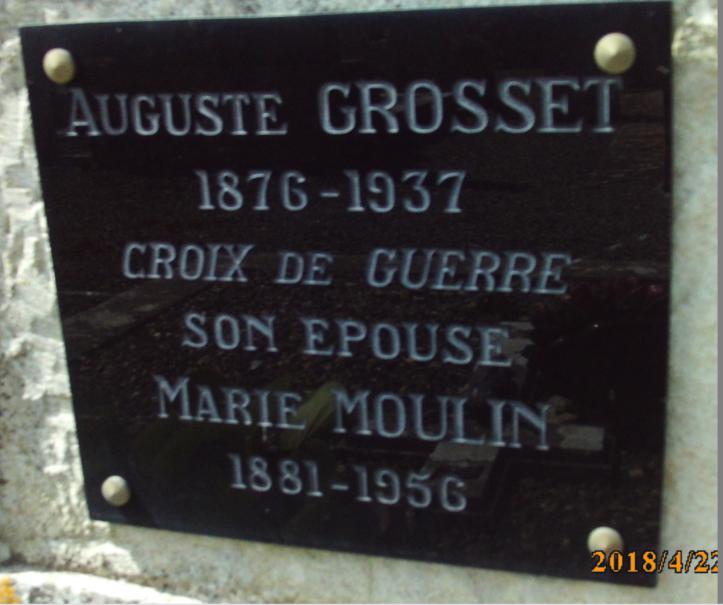 AUGUSTE GROSSET
1876-1937
CROIX DE GUERRE
SON EPOUSE
MARIE MOULIN
1881-1956
2018/4/22